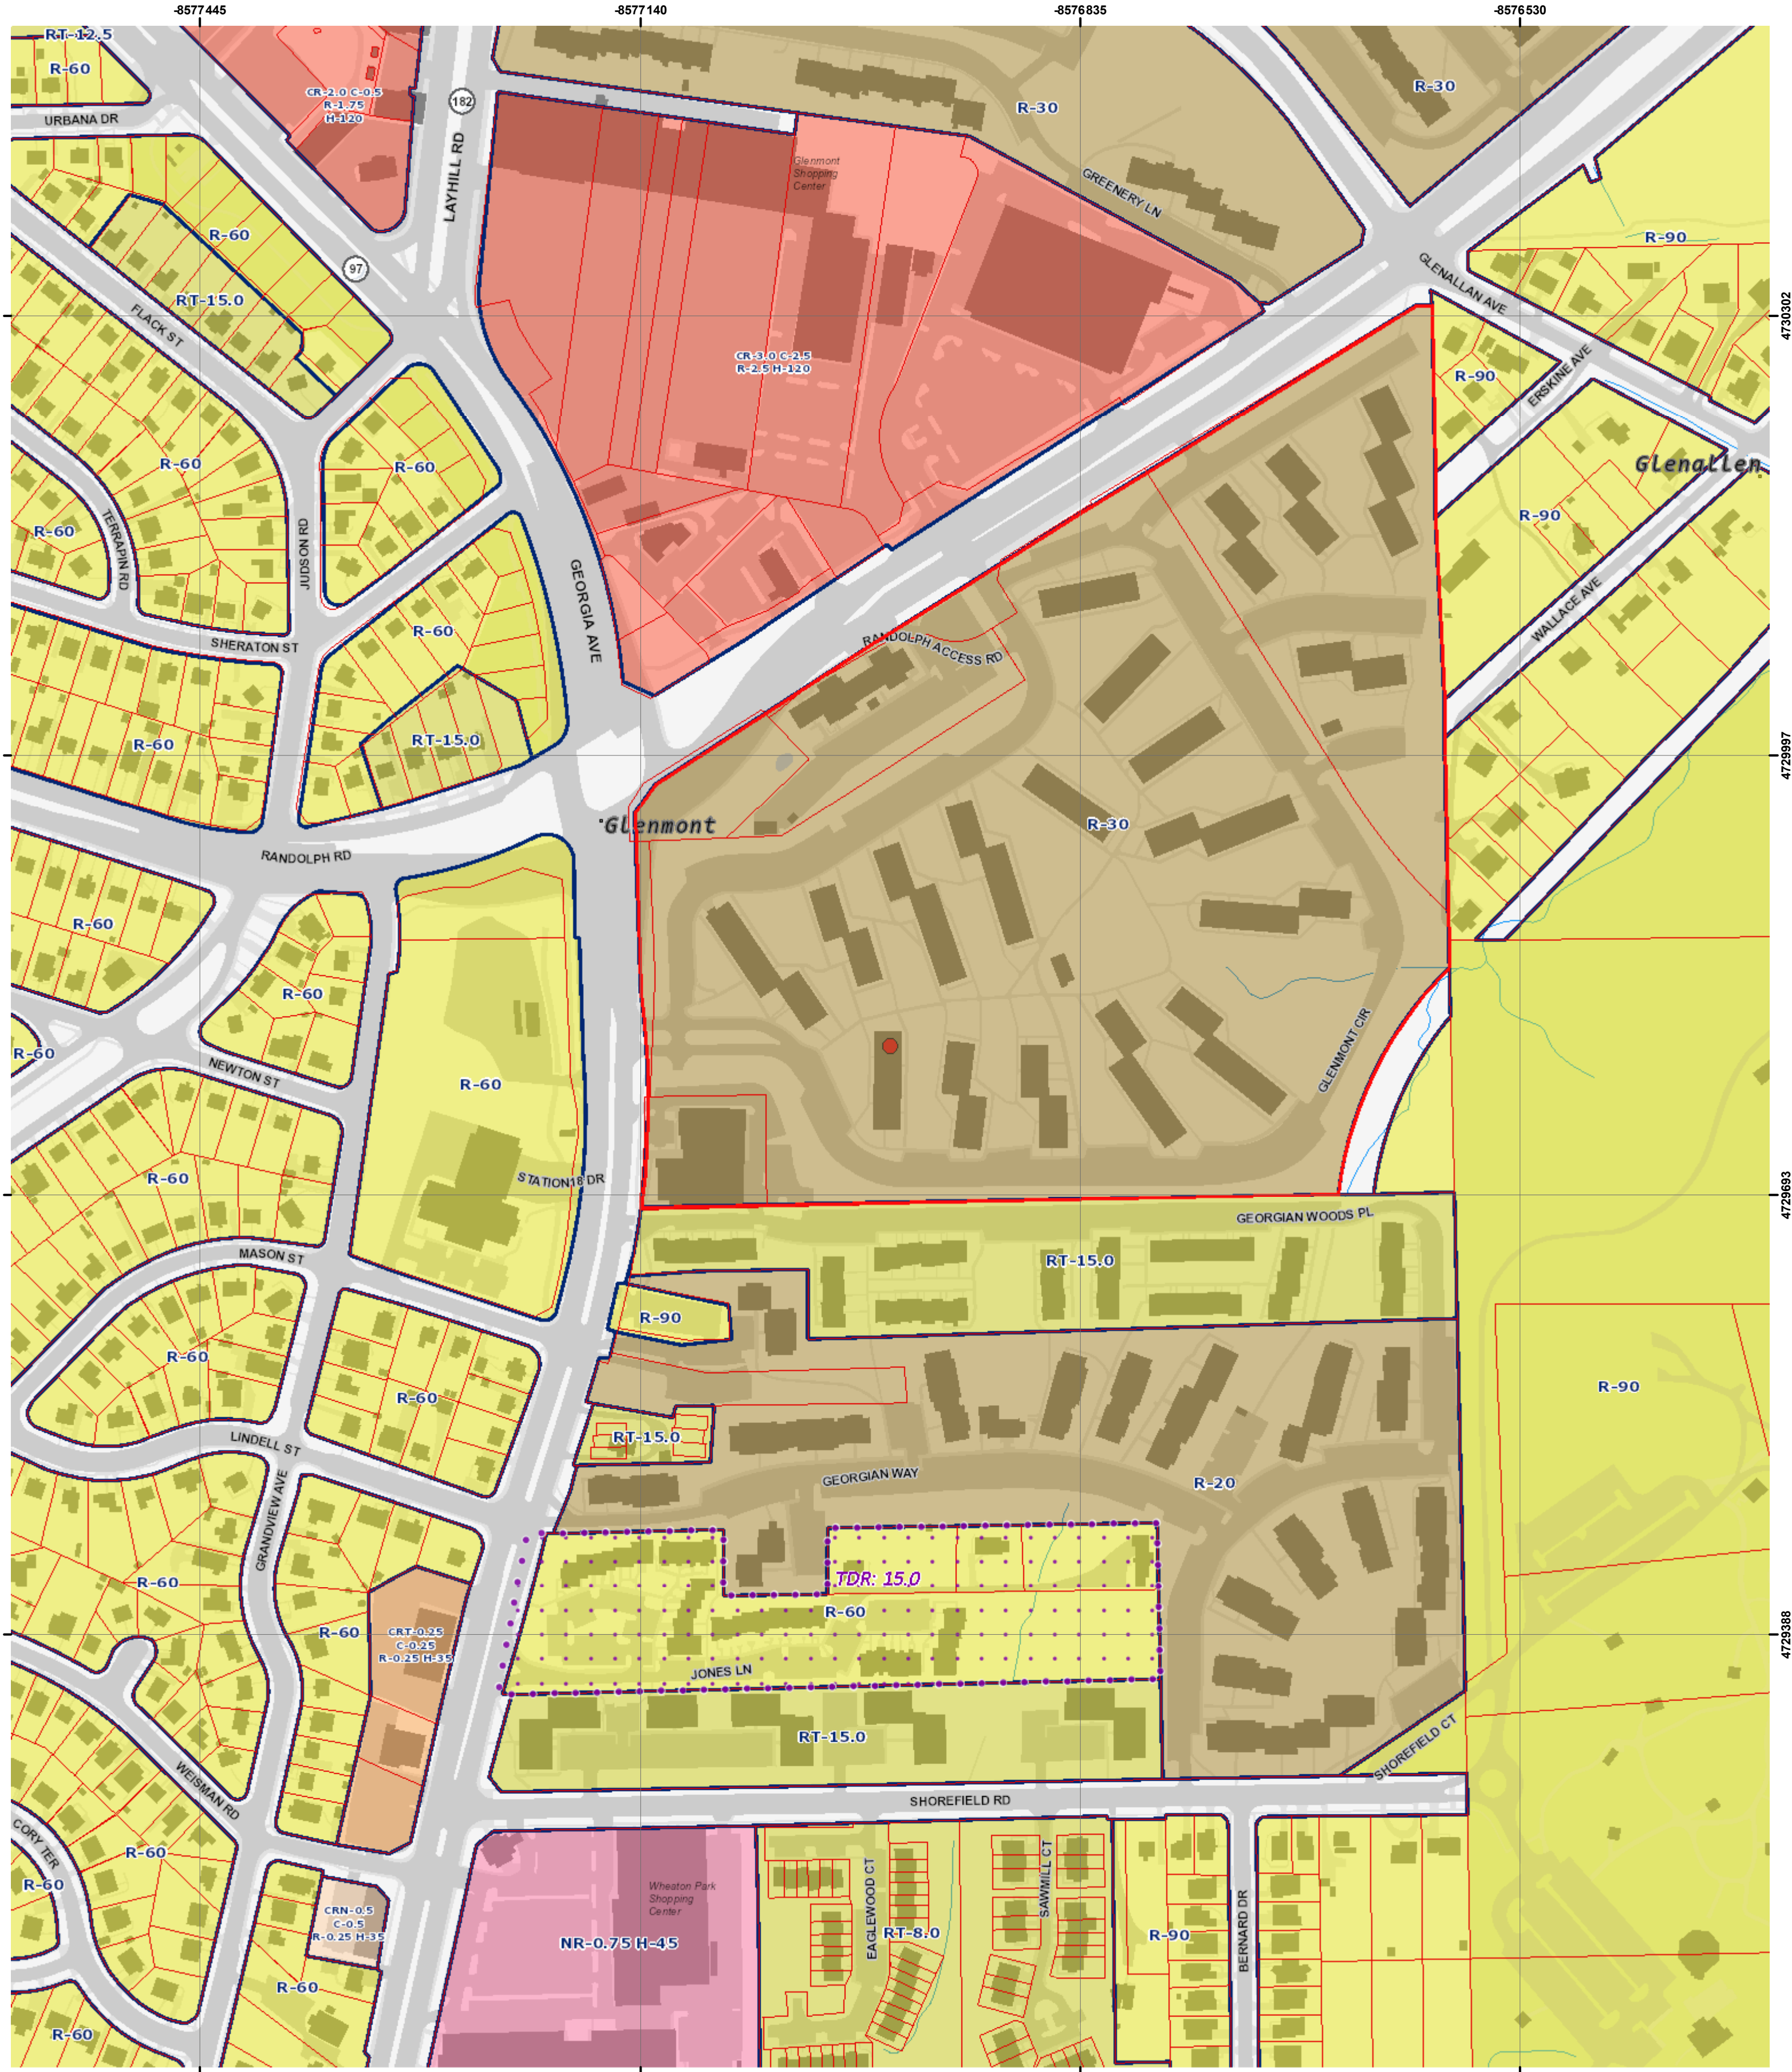 -8577445
-8577140
-8576835
-8576530
RT-12.5
R-60
URBANA DR
CR-2.0 C-0.5
R-1.75
H-120
182
LAYHILL RD
R-30
R-30
Glenmont
Shopping
Center
GREENERY LN
R-60
97
RT-15.0
FLACK ST
R-90
GLENALLAN AVE
4730302
CR-3.0 C-2.5
R-2.5 H-120
R-90
ERSKINE AVE
R-60
R-60
Glenallen
R-60
TERRAPIN RD
JUDSON RD
R-90
GEORGIA AVE
WALLACE AVE
SHERATON ST
R-60
RANDOLPH ACCESS RD
R-60
RT-15.0
4729997
Glenmont
R-30
RANDOLPH RD
R-60
R-60
R-60
NEWTON ST
R-60
GLENMONT CIR
R-60
STATION18 DR
4729693
GEORGIAN WOODS PL
MASON ST
RT-15.0
R-90
R-60
R-60
R-90
LINDELL ST
RT-15.0
GEORGIAN WAY
R-20
GRANDVIEW AVE
R-60
TDR: 15.0
R-60
R-60
CRT-0.25
C-0.25
R-0.25 H-35
4729388
JONES LN
RT-15.0
SHOREFIELD CT
WEISMAN RD
SHOREFIELD RD
CORY TER
R-60
R-60
Wheaton Park
Shopping
Center
CRN-0.5
C-0.5
R-0.25 H-35
NR-0.75 H-45
EAGLEWOOD CT
RT-8.0
SAWMILL CT
R-90
BERNARD DR
R-60
R-60